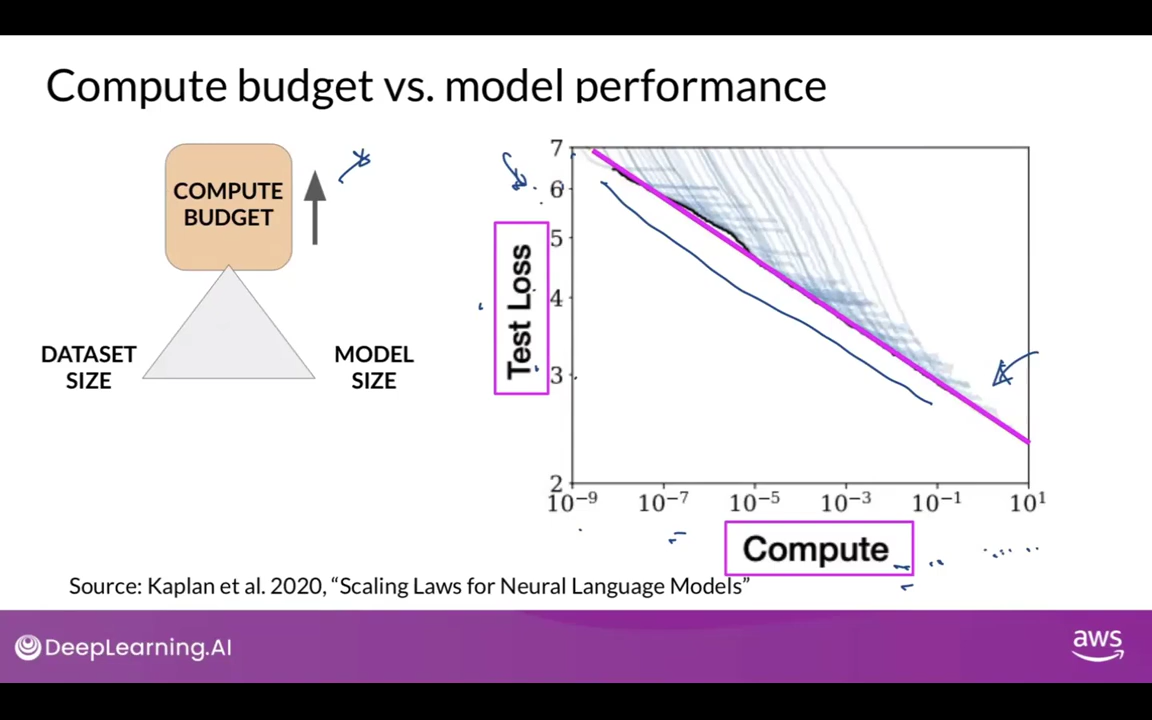 Compute budget vs. model performance
COMPUTE
BUDGET
DATASET
SIZE
MODEL
SIZE
Test Loss
7
6
5
4
3
2
10⁻⁹ 10⁻⁷ 10⁻⁵ 10⁻³ 10⁻¹ 10¹
Compute
Source: Kaplan et al. 2020, “Scaling Laws for Neural Language Models”
DeepLearning.AI
aws